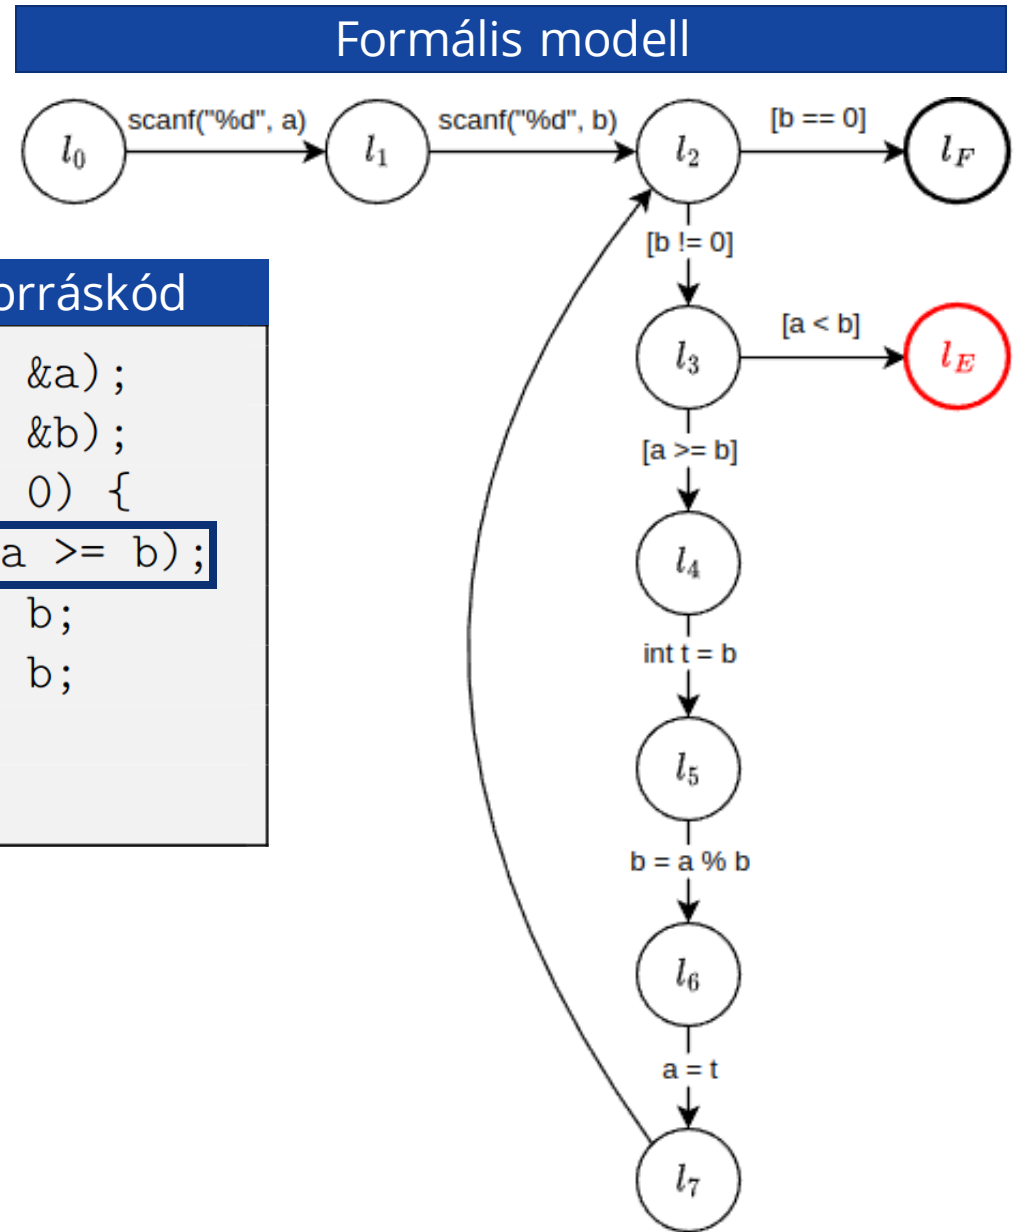 Formális modell
scanf("%d", a)
scanf("%d", b)
[b == 0]
l0
l1
l2
lF
[b != 0]
orráskód
[a < b]
l3
lE
&a);
&b);
0) {
a >= b);
b;
b;
[a >= b]
l4
int t = b
l5
b = a % b
l6
a = t
l7